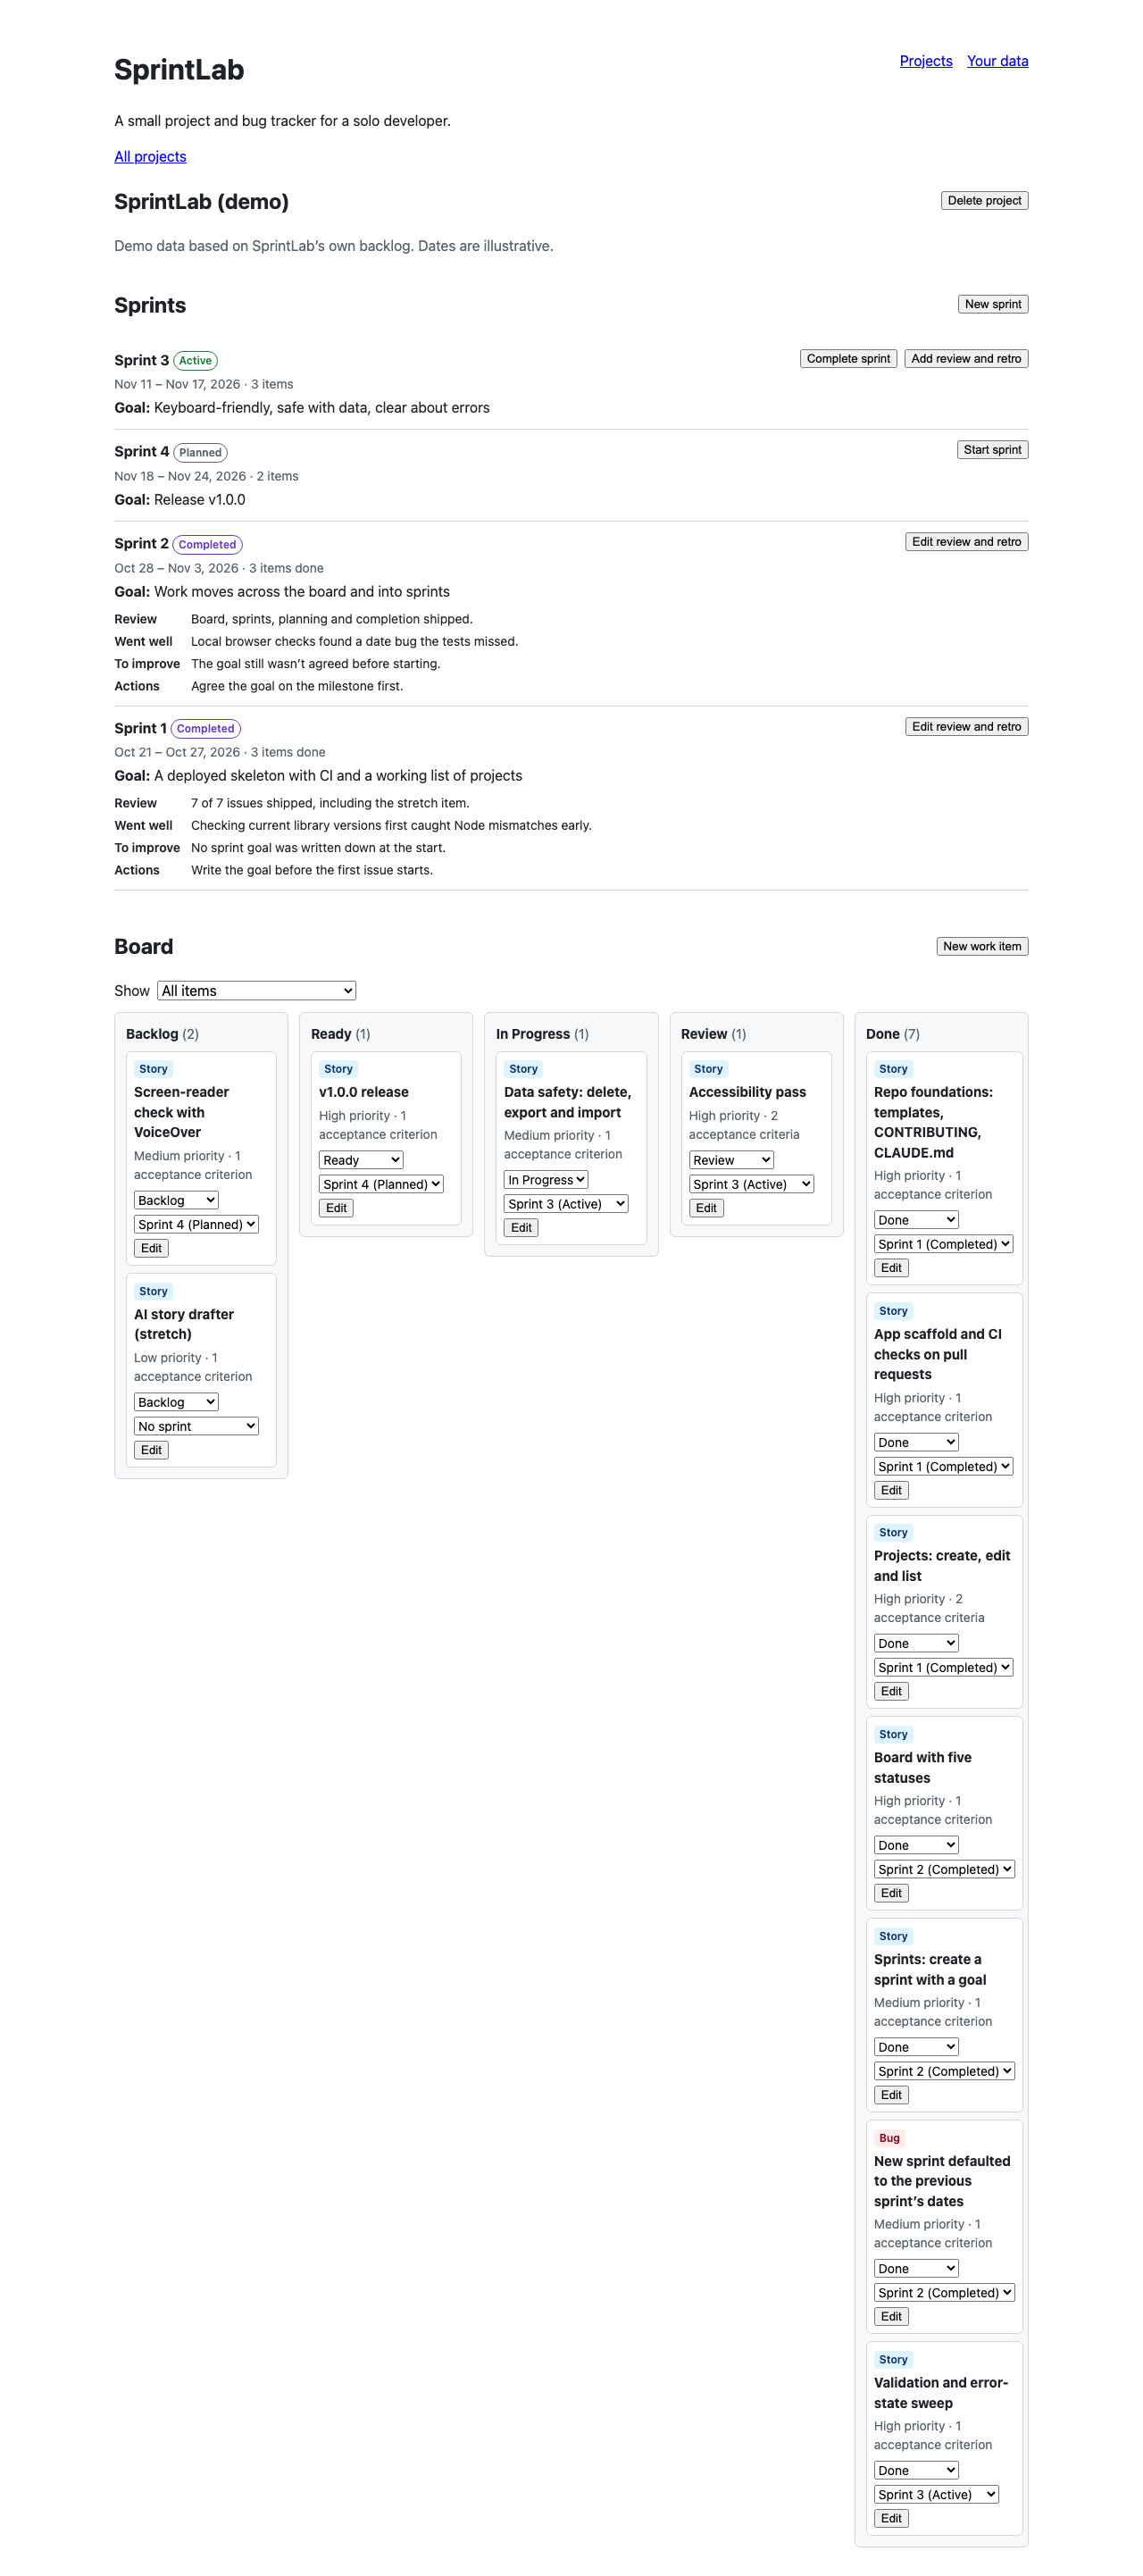 SprintLab
Projects
Your data
A small project and bug tracker for a solo developer.
All projects
SprintLab (demo)
Delete project
Demo data based on SprintLab’s own backlog. Dates are illustrative.
Sprints
New sprint
Sprint 3 Active
Complete sprint
Add review and retro
Nov 11 – Nov 17, 2026 · 3 items
Goal: Keyboard-friendly, safe with data, clear about errors
Sprint 4 Planned
Start sprint
Nov 18 – Nov 24, 2026 · 2 items
Goal: Release v1.0.0
Sprint 2 Completed
Edit review and retro
Oct 28 – Nov 3, 2026 · 3 items done
Goal: Work moves across the board and into sprints
Review Board, sprints, planning and completion shipped.
Went well Local browser checks found a date bug the tests missed.
To improve The goal still wasn’t agreed before starting.
Actions Agree the goal on the milestone first.
Sprint 1 Completed
Edit review and retro
Oct 21 – Oct 27, 2026 · 3 items done
Goal: A deployed skeleton with CI and a working list of projects
Review 7 of 7 issues shipped, including the stretch item.
Went well Checking current library versions first caught Node mismatches early.
To improve No sprint goal was written down at the start.
Actions Write the goal before the first issue starts.
Board
New work item
Show All items
Backlog (2)
Story
Screen-reader
check with
VoiceOver
Medium priority · 1
acceptance criterion
Backlog
Sprint 4 (Planned)
Edit
Story
AI story drafter
(stretch)
Low priority · 1
acceptance criterion
Backlog
No sprint
Edit
Ready (1)
Story
v1.0.0 release
High priority · 1
acceptance criterion
Ready
Sprint 4 (Planned)
Edit
In Progress (1)
Story
Data safety: delete,
export and import
Medium priority · 1
acceptance criterion
In Progress
Sprint 3 (Active)
Edit
Review (1)
Story
Accessibility pass
High priority · 2
acceptance criteria
Review
Sprint 3 (Active)
Edit
Done (7)
Story
Repo foundations:
templates,
CONTRIBUTING,
CLAUDE.md
High priority · 1
acceptance criterion
Done
Sprint 1 (Completed)
Edit
Story
App scaffold and CI
checks on pull
requests
High priority · 1
acceptance criterion
Done
Sprint 1 (Completed)
Edit
Story
Projects: create, edit
and list
High priority · 2
acceptance criteria
Done
Sprint 1 (Completed)
Edit
Story
Board with five
statuses
High priority · 1
acceptance criterion
Done
Sprint 2 (Completed)
Edit
Story
Sprints: create a
sprint with a goal
Medium priority · 1
acceptance criterion
Done
Sprint 2 (Completed)
Edit
Bug
New sprint defaulted
to the previous
sprint’s dates
Medium priority · 1
acceptance criterion
Done
Sprint 2 (Completed)
Edit
Story
Validation and error-
state sweep
High priority · 1
acceptance criterion
Done
Sprint 3 (Active)
Edit